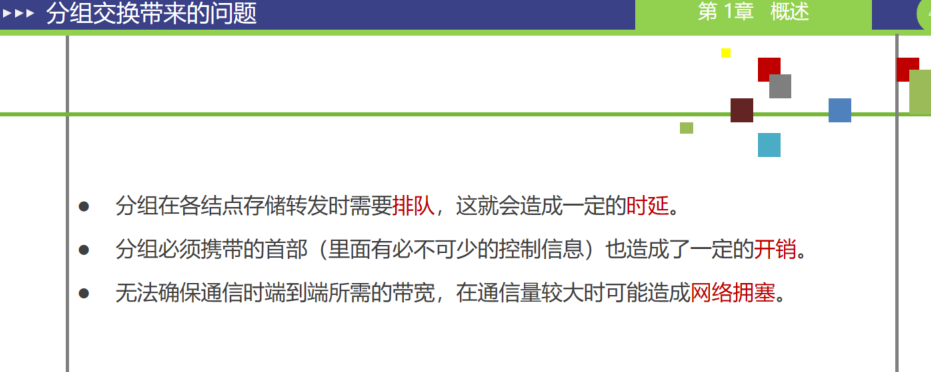 分组交换带来的问题
第 1章 概述
● 分组在各结点存储转发时需要排队，这就会造成一定的时延。
● 分组必须携带的首部（里面有必不可少的控制信息）也造成了一定的开销。
● 无法确保通信时端到端所需的带宽，在通信量较大时可能造成网络拥塞。